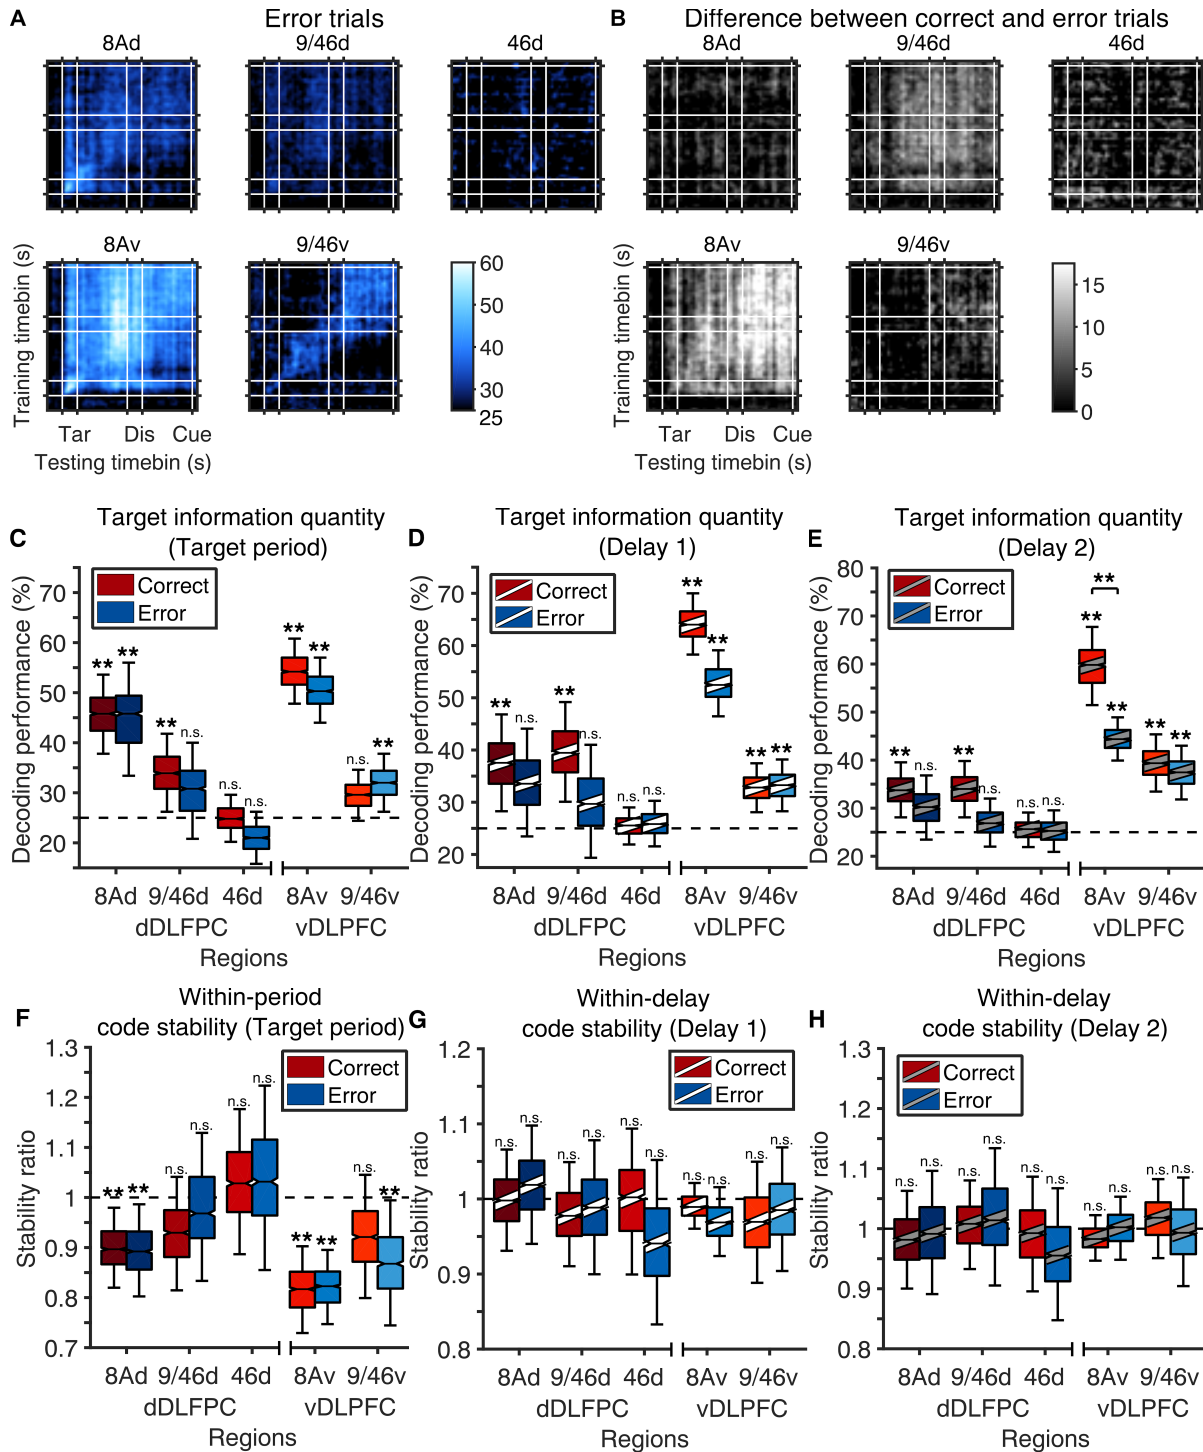 A
Error trials
B
Difference between correct and error trials
8Ad
9/46d
46d
8Ad
9/46d
46d
8Av
9/46v
8Av
9/46v
Training timebin (s)
60
50
40
30
25
Training timebin (s)
15
10
5
0
Tar
Dis
Cue
Testing timebin (s)
Tar
Dis
Cue
Testing timebin (s)
C
Target information quantity
(Target period)
Correct
Error
Decoding performance (%)
70
60
50
40
30
20
** ** ** n.s. n.s. n.s. ** ** n.s. **
8Ad 9/46d 46d 8Av 9/46v
dDLFPC vDLPFC
Regions
D
Target information quantity
(Delay 1)
Correct
Error
Decoding performance (%)
70
60
50
40
30
20
** n.s. ** n.s. ** ** ** **
8Ad 9/46d 46d 8Av 9/46v
dDLFPC vDLPFC
Regions
E
Target information quantity
(Delay 2)
Correct
Error
Decoding performance (%)
80
70
60
50
40
30
20
**
** n.s. ** n.s. n.s. n.s. ** ** ** **
8Ad 9/46d 46d 8Av 9/46v
dDLFPC vDLPFC
Regions
F
Within-period
code stability (Target period)
Correct
Error
Stability ratio
1.3
1.2
1.1
1
0.9
0.8
0.7
** ** n.s. n.s. n.s. n.s. ** ** n.s. **
8Ad 9/46d 46d 8Av 9/46v
dDLFPC vDLPFC
Regions
G
Within-delay
code stability (Delay 1)
Correct
Error
Stability ratio
1.2
1.1
1
0.9
0.8
n.s. n.s. n.s. n.s. n.s. n.s. n.s. n.s. n.s. n.s.
8Ad 9/46d 46d 8Av 9/46v
dDLFPC vDLPFC
Regions
H
Within-delay
code stability (Delay 2)
Correct
Error
Stability ratio
1.3
1.2
1.1
1
0.9
0.8
n.s. n.s. n.s. n.s. n.s. n.s. n.s. n.s. n.s. n.s.
8Ad 9/46d 46d 8Av 9/46v
dDLFPC vDLPFC
Regions